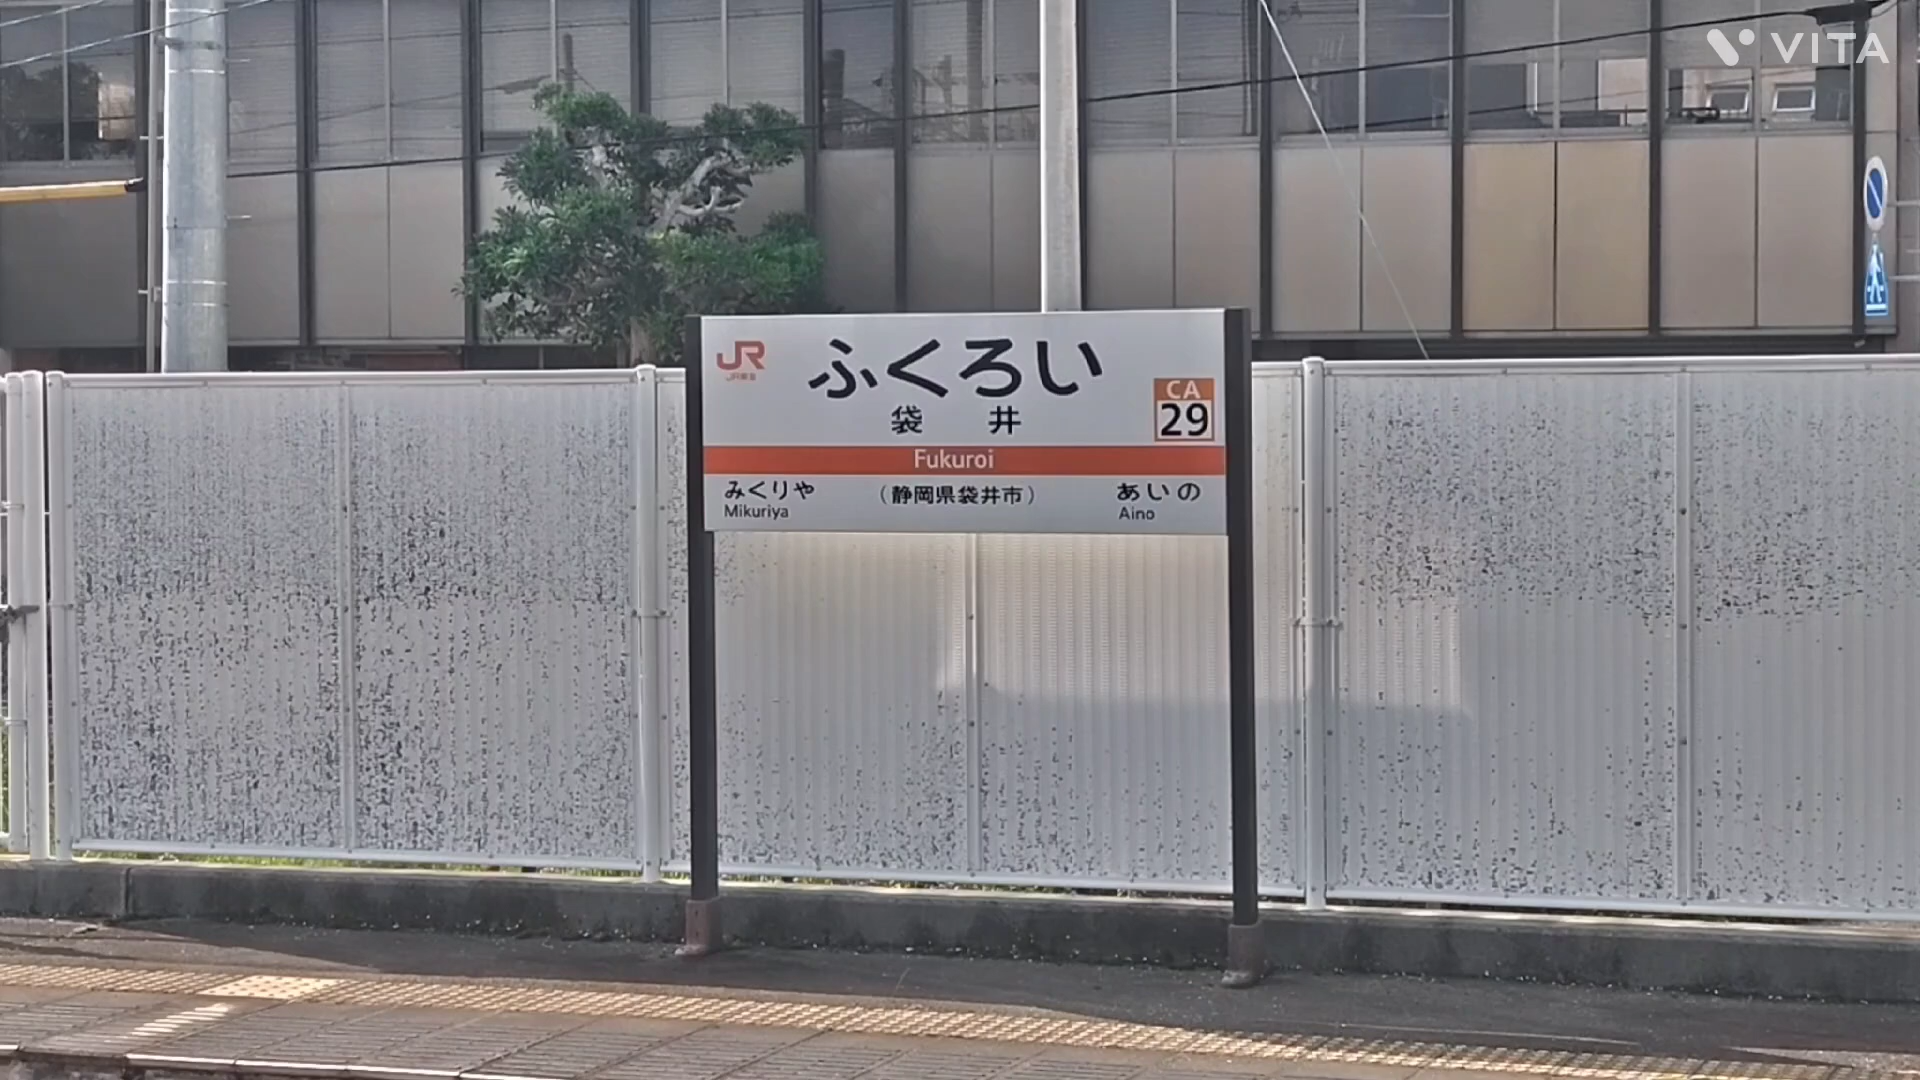 VITA
JR
JR東海
ふくろい
袋井
CA
29
Fukuroi
みくりや
Mikuriya
(静岡県袋井市)
あいの
Aino